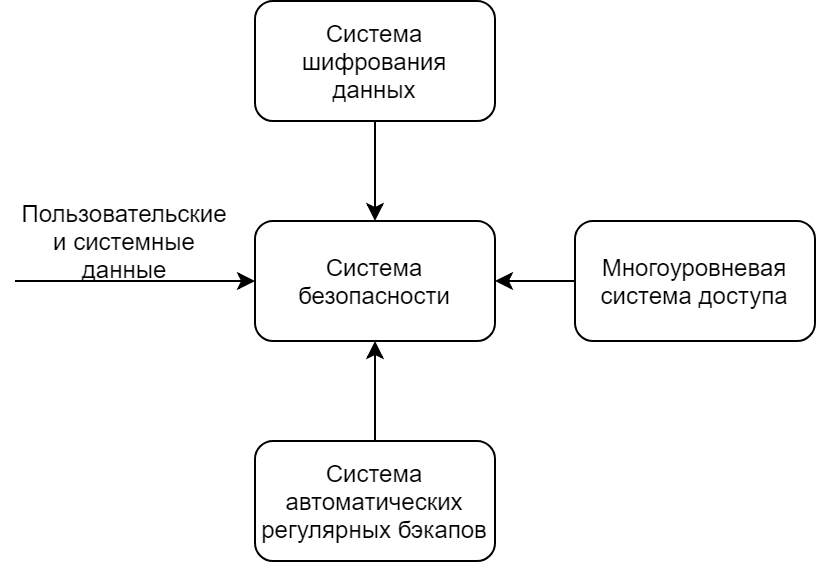 Система
шифрования
данных
Пользовательские
и системные
данные
Система
безопасности
Многоуровневая
система доступа
Система
автоматических
регулярных бэкапов